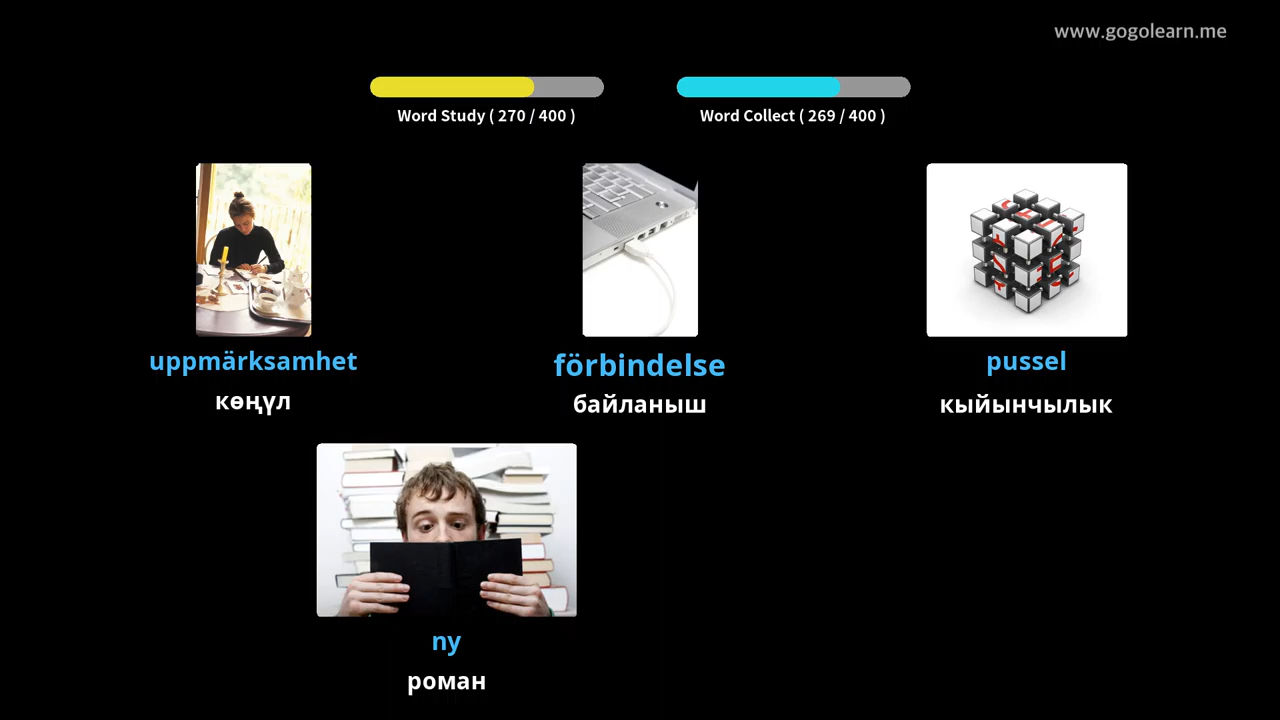 www.gogolearn.me
Word Study ( 270 / 400 )
Word Collect ( 269 / 400 )
uppmärksamhet
көңүл
förbindelse
байланыш
pussel
кыйынчылык
ny
роман